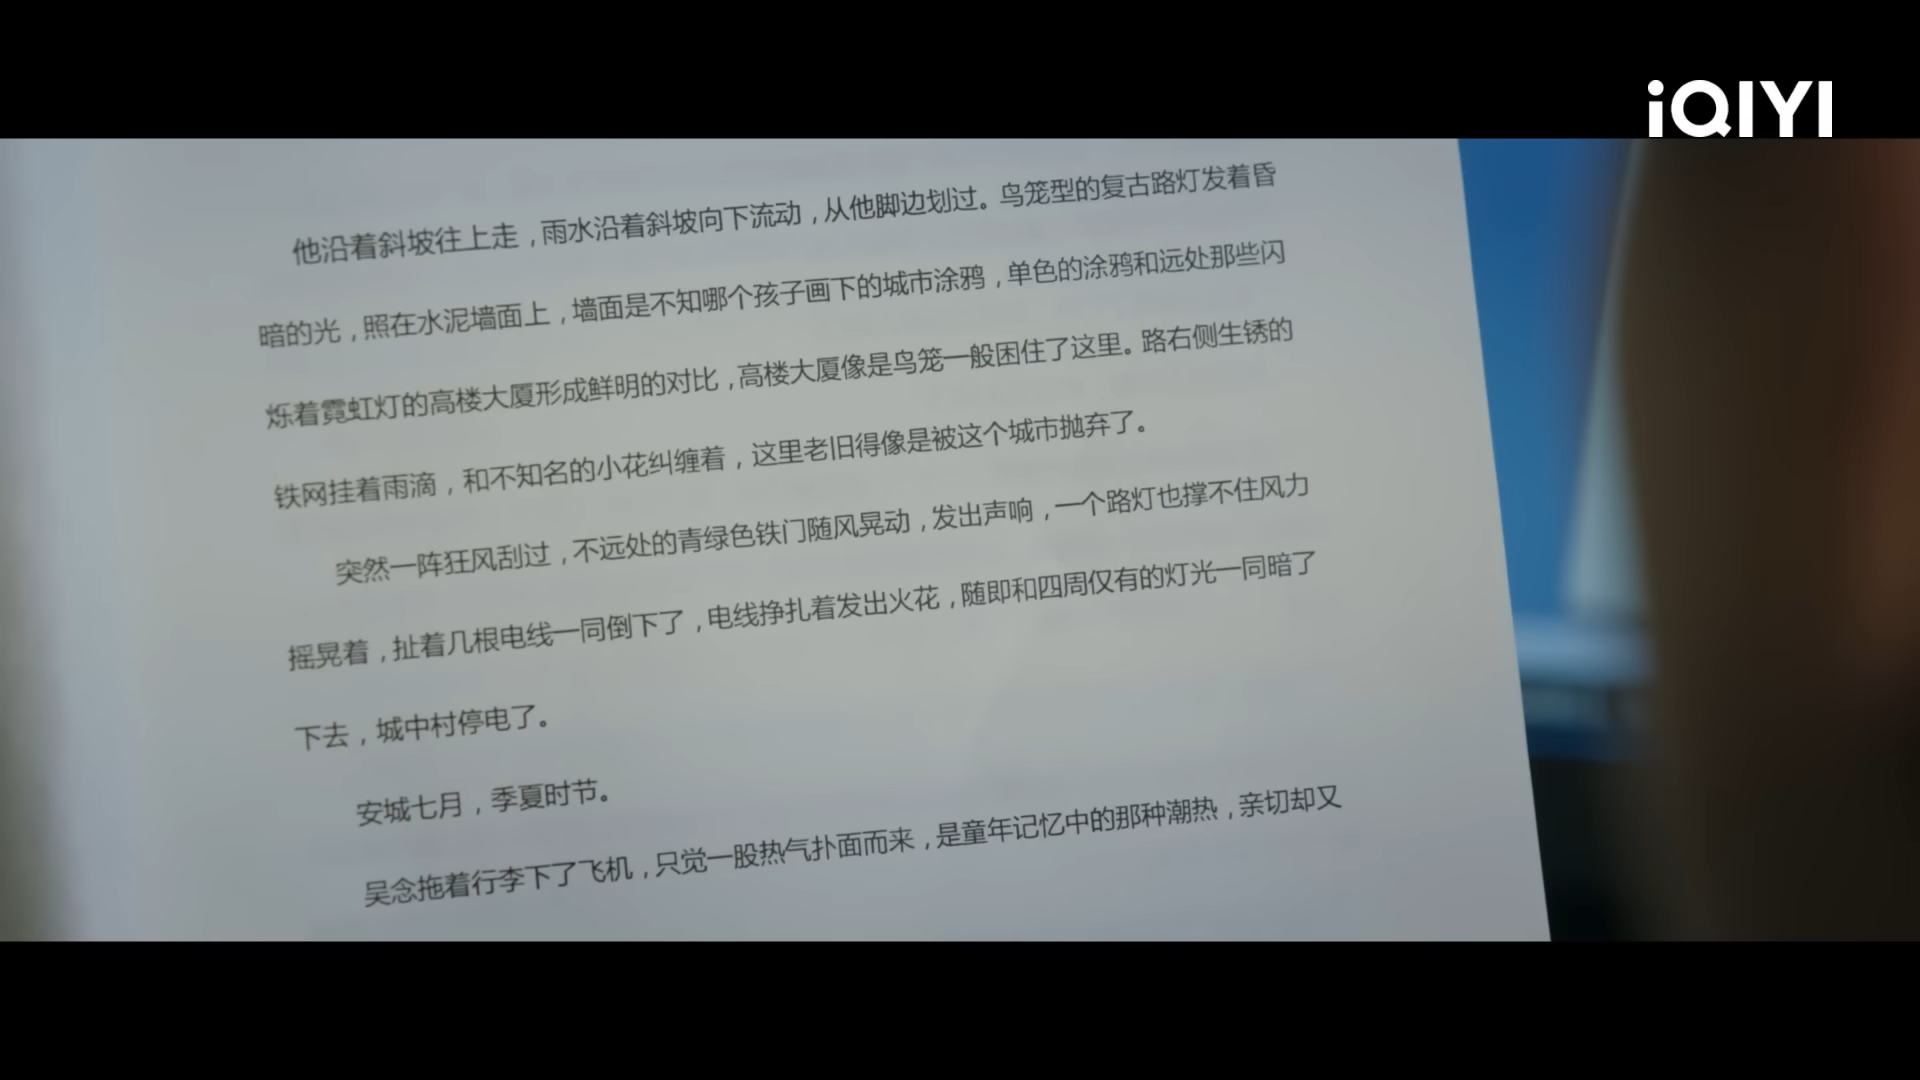 iQIYI
他沿着斜坡往上走，雨水沿着斜坡向下流动，从他脚边划过。鸟笼型的复古路灯发着昏
暗的光，照在水泥墙面上，墙面是不知哪个孩子画下的城市涂鸦，单色的涂鸦和远处那些闪
烁着霓虹灯的高楼大厦形成鲜明的对比，高楼大厦像是鸟笼一般困住了这里。路右侧生锈的
铁网挂着雨滴，和不知名的小花纠缠着，这里老旧得像是被这个城市抛弃了。
突然一阵狂风刮过，不远处的青绿色铁门随风晃动，发出声响，一个路灯也撑不住风力
摇晃着，扯着几根电线一同倒下了，电线挣扎着发出火花，随即和四周仅有的灯光一同暗了
下去，城中村停电了。
安城七月，季夏时节。
吴念拖着行李下了飞机，只觉一股热气扑面而来，是童年记忆中的那种潮热，亲切却又